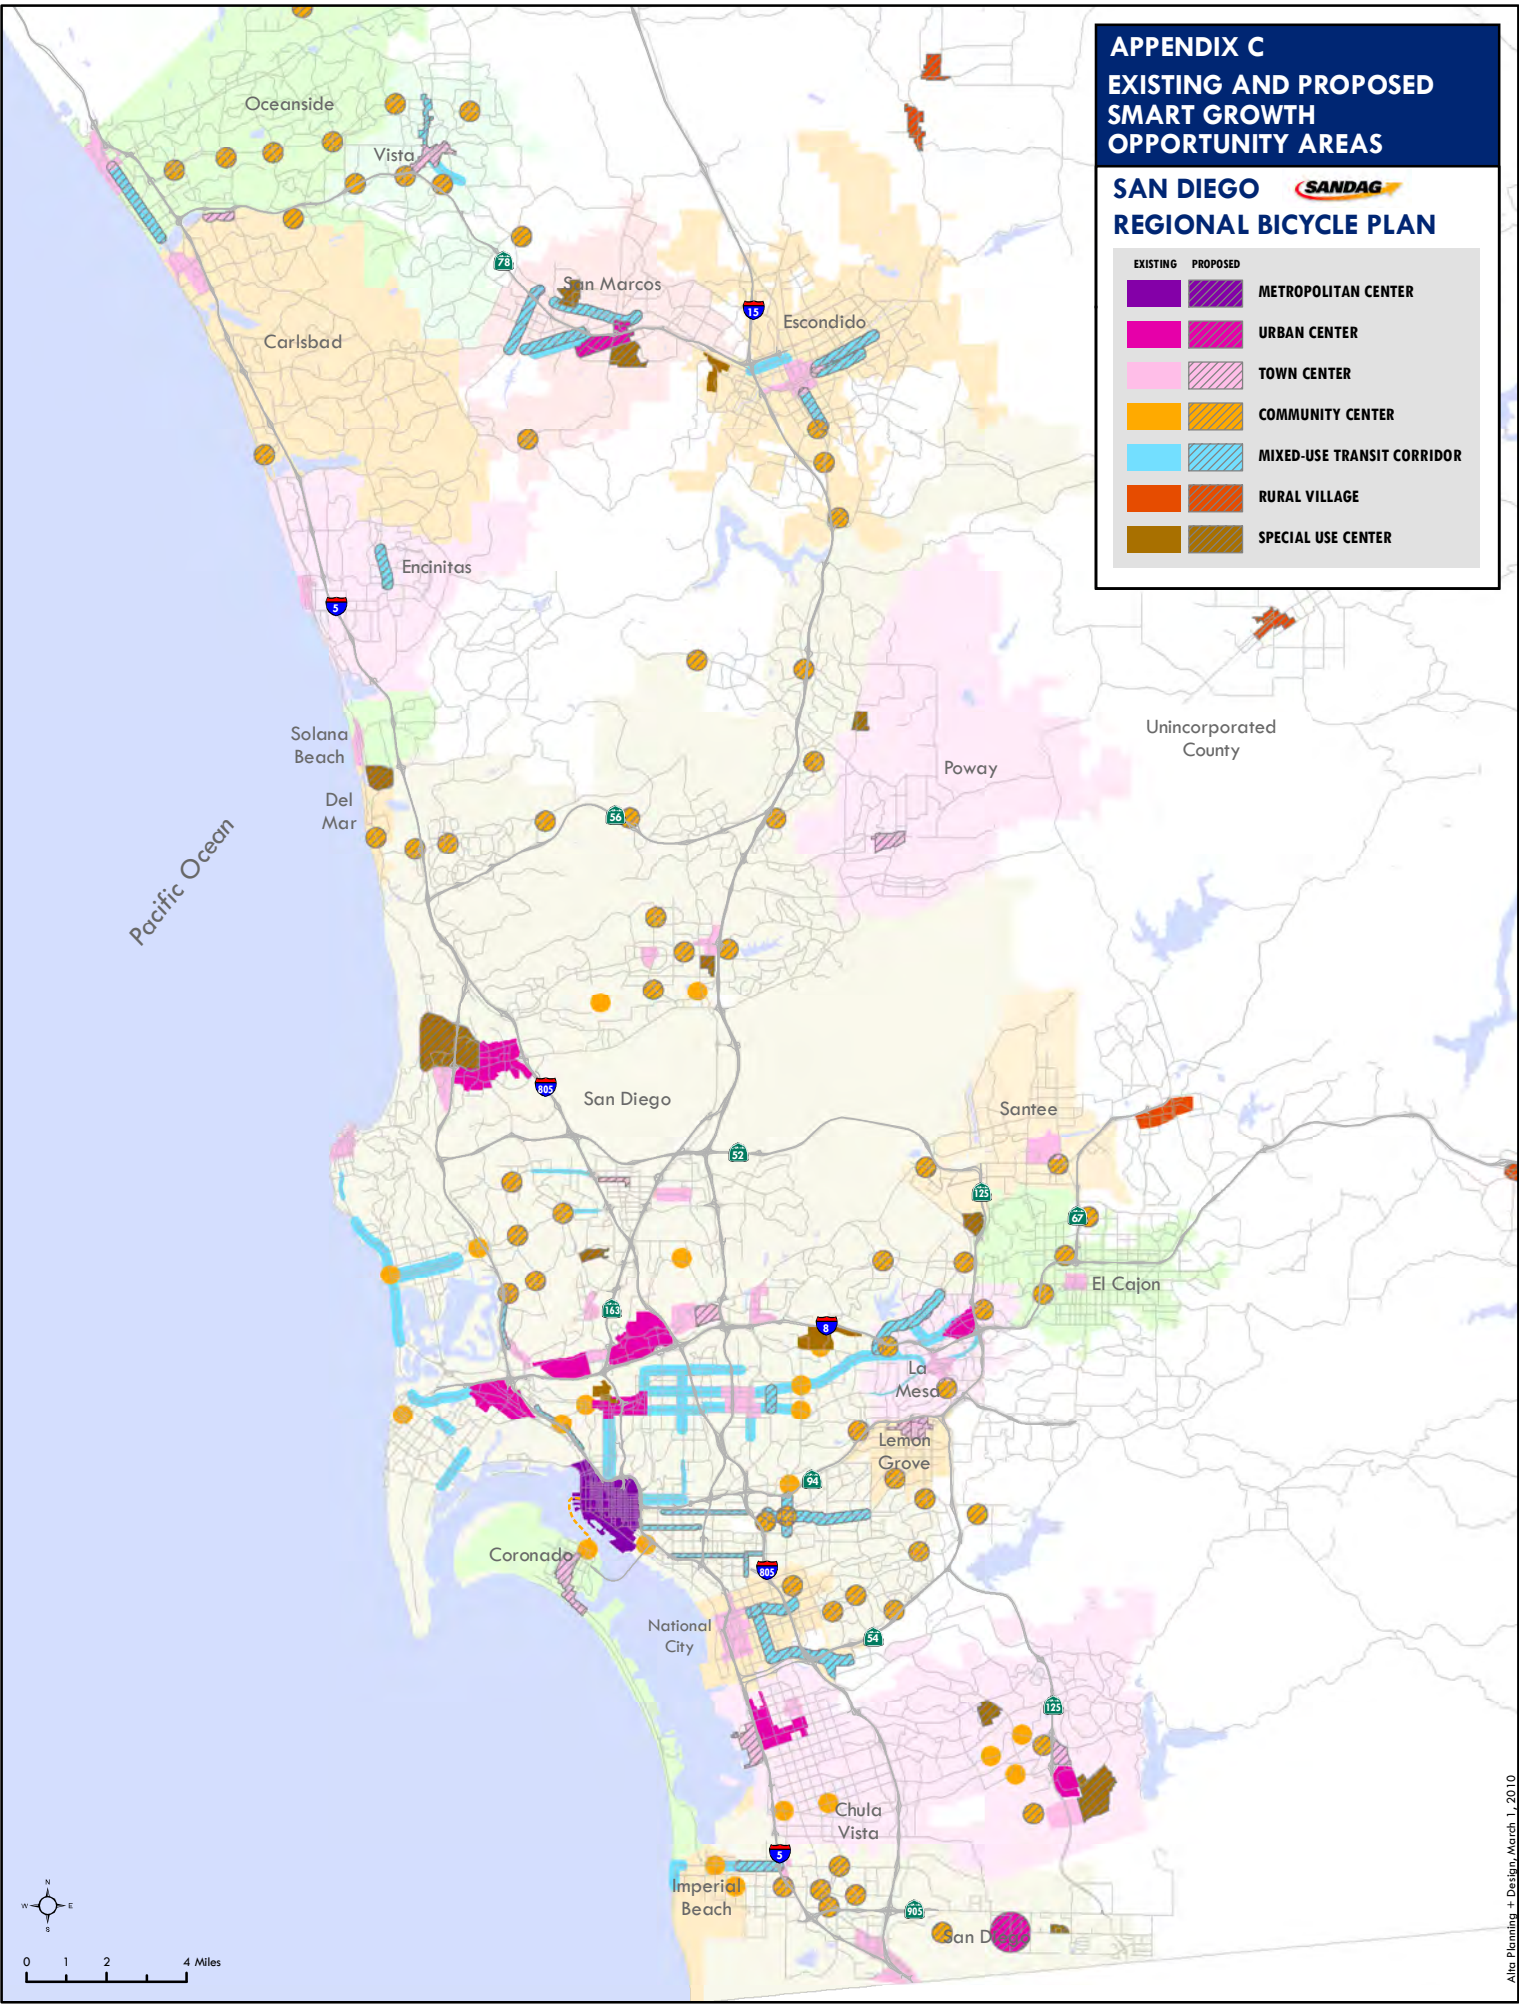 APPENDIX C
EXISTING AND PROPOSED
SMART GROWTH
OPPORTUNITY AREAS
SAN DIEGO
SANDAG
REGIONAL BICYCLE PLAN
EXISTING PROPOSED
METROPOLITAN CENTER
URBAN CENTER
TOWN CENTER
COMMUNITY CENTER
MIXED-USE TRANSIT CORRIDOR
RURAL VILLAGE
SPECIAL USE CENTER
Oceanside
Vista
78
San Marcos
15
Escondido
Carlsbad
Encinitas
5
Solana
Beach
Del
Mar
Unincorporated
County
Poway
56
Pacific Ocean
805
San Diego
Santee
52
125
67
El Cajon
163
8
La
Mesa
Lemon
Grove
94
Coronado
805
National
City
54
125
Chula
Vista
5
Imperial
Beach
905
San D
N
W E
S
0 1 2 4 Miles
Alta Planning + Design, March 1, 2010